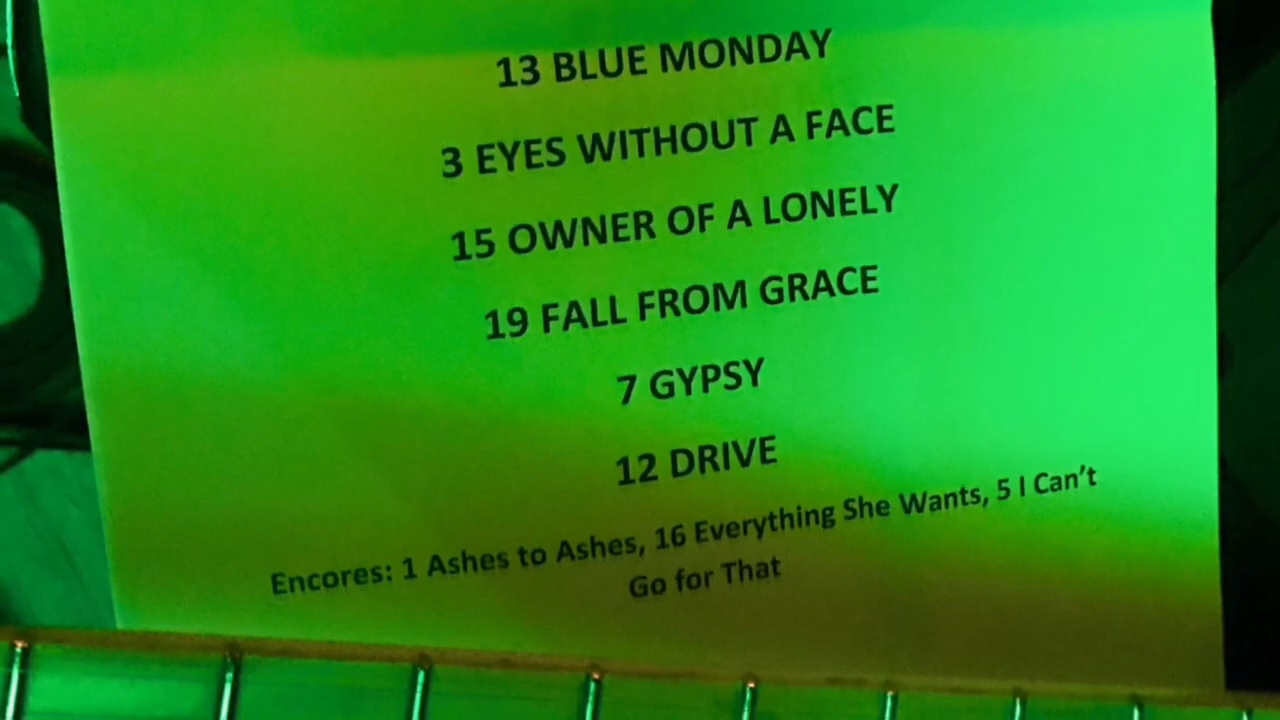 13 BLUE MONDAY
3 EYES WITHOUT A FACE
15 OWNER OF A LONELY
19 FALL FROM GRACE
7 GYPSY
12 DRIVE
Encores: 1 Ashes to Ashes, 16 Everything She Wants, 5 I Can't
Go for That